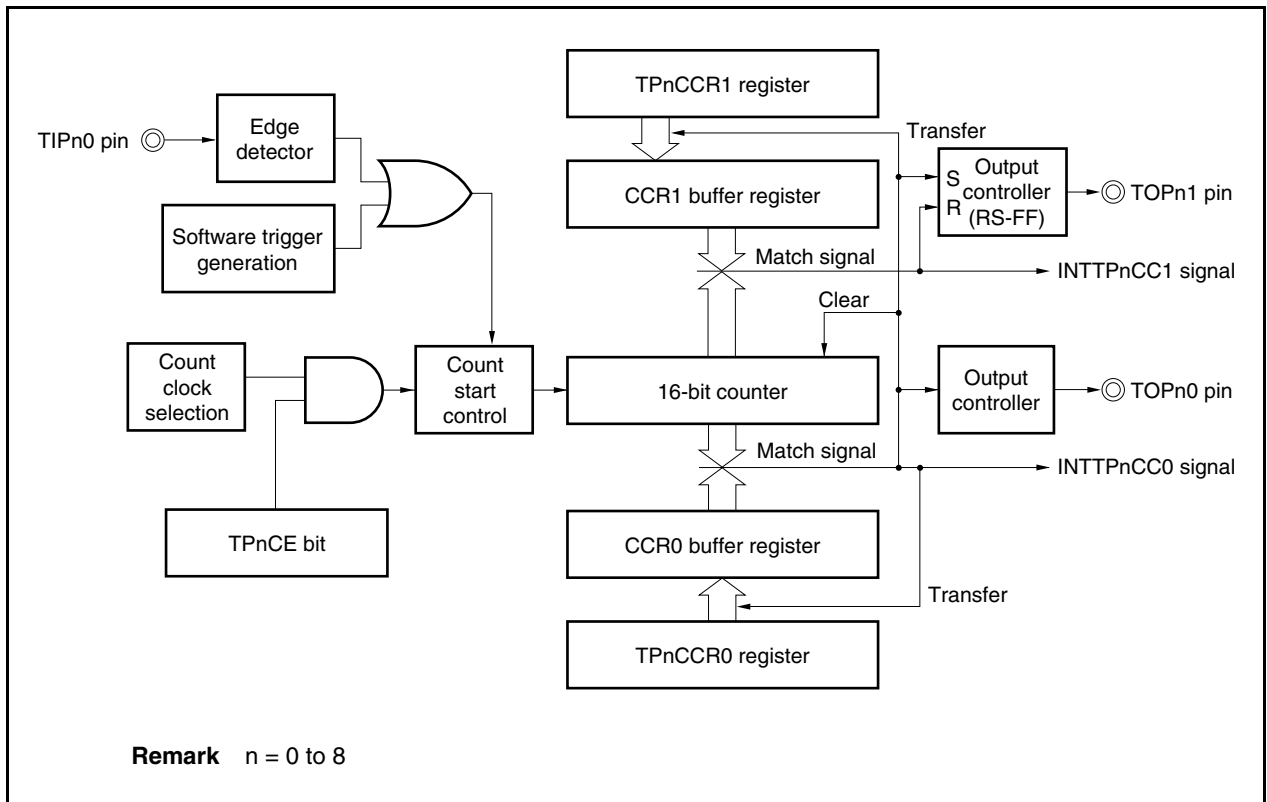 TPnCCR1 register
TIPn0 pin
Edge
detector
Transfer
CCR1 buffer register
S
R
Output
controller
(RS-FF)
TOPn1 pin
Software trigger
generation
Match signal
INTTPnCC1 signal
Clear
Count
clock
selection
Count
start
control
16-bit counter
Output
controller
TOPn0 pin
Match signal
INTTPnCC0 signal
TPnCE bit
CCR0 buffer register
Transfer
TPnCCR0 register
Remark n = 0 to 8